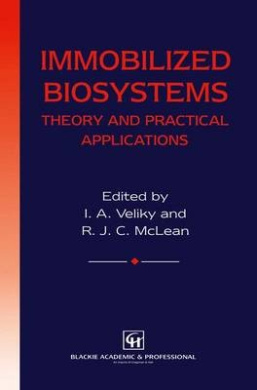 IMMOBILIZED
BIOSYSTEMS
THEORY AND PRACTICAL
APPLICATIONS
Edited by
I. A. Veliky and
R. J. C. McLean
BLACKIE ACADEMIC & PROFESSIONAL